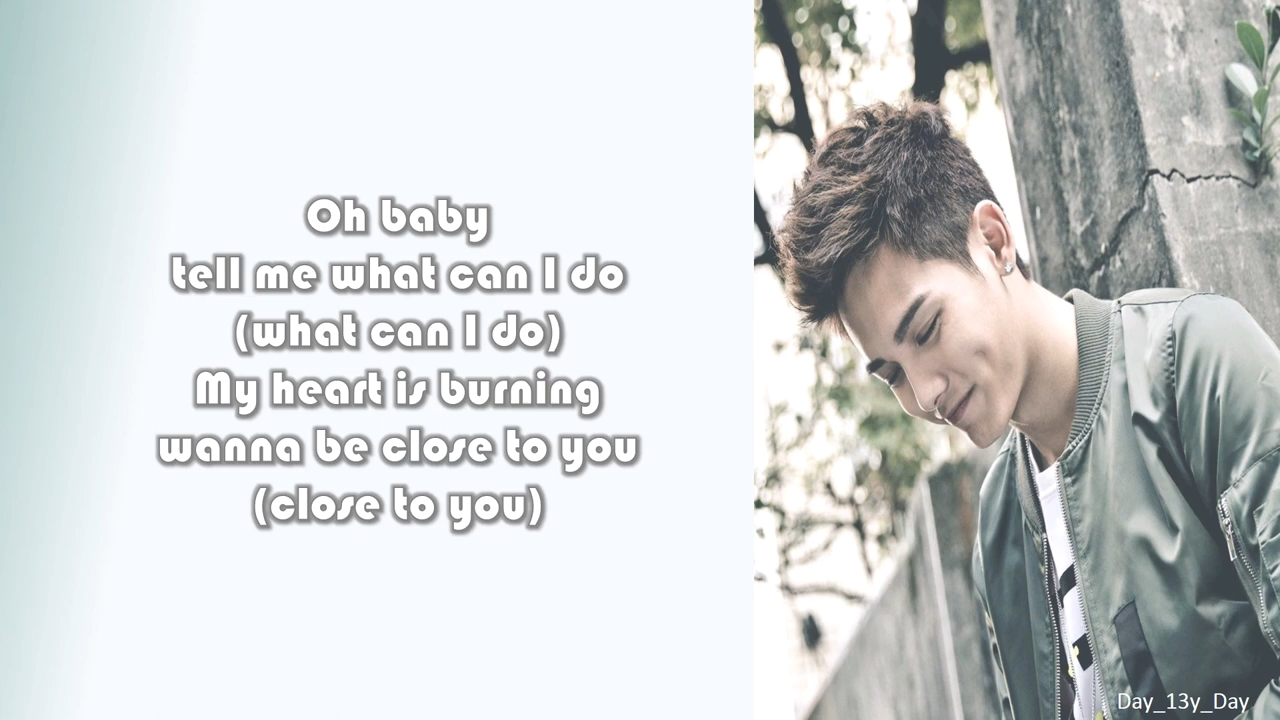 Oh baby
tell me what can I do
(what can I do)
My heart is burning
wanna be close to you
(close to you)
Day_13y_Day